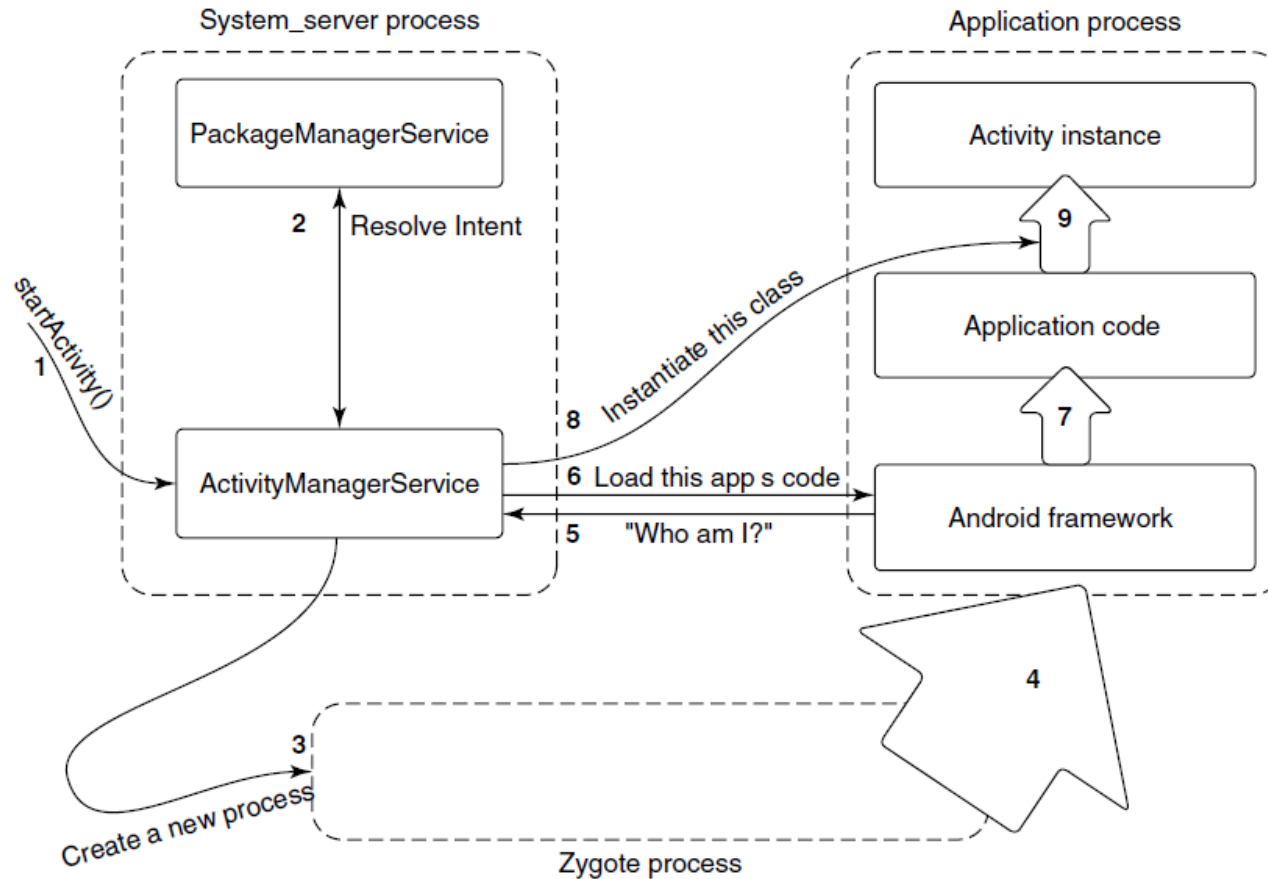 System_server process
Application process
PackageManagerService
Activity instance
2
Resolve Intent
9
startActivity()
1
Instantiate this class
Application code
8
7
ActivityManagerService
6
Load this app s code
Android framework
5
"Who am I?"
4
3
Create a new process
Zygote process